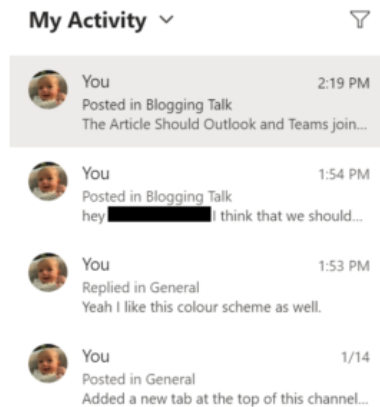 My Activity
You 2:19 PM
Posted in Blogging Talk
The Article Should Outlook and Teams join...
You 1:54 PM
Posted in Blogging Talk
hey I think that we should...
You 1:53 PM
Replied in General
Yeah I like this colour scheme as well.
You 1/14
Posted in General
Added a new tab at the top of this channel...